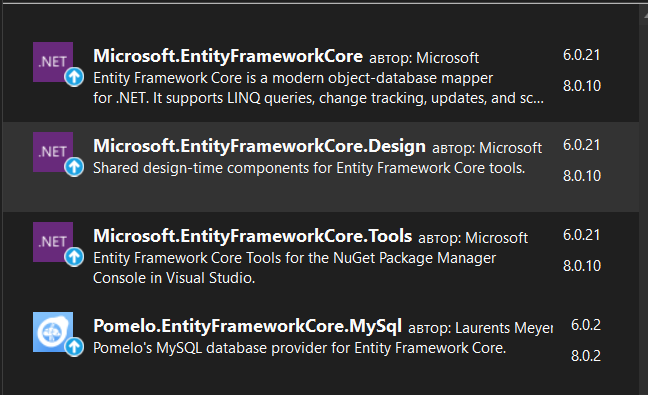 .NET
Microsoft.EntityFrameworkCore автор: Microsoft 6.0.21
Entity Framework Core is a modern object-database mapper 8.0.10
for .NET. It supports LINQ queries, change tracking, updates, and sc...
.NET
Microsoft.EntityFrameworkCore.Design автор: Microsoft 6.0.21
Shared design-time components for Entity Framework Core tools. 8.0.10
.NET
Microsoft.EntityFrameworkCore.Tools автор: Microsoft 6.0.21
Entity Framework Core Tools for the NuGet Package Manager 8.0.10
Console in Visual Studio.
Pomelo.EntityFrameworkCore.MySql автор: Laurents Meyer 6.0.2
Pomelo's MySQL database provider for Entity Framework Core. 8.0.2